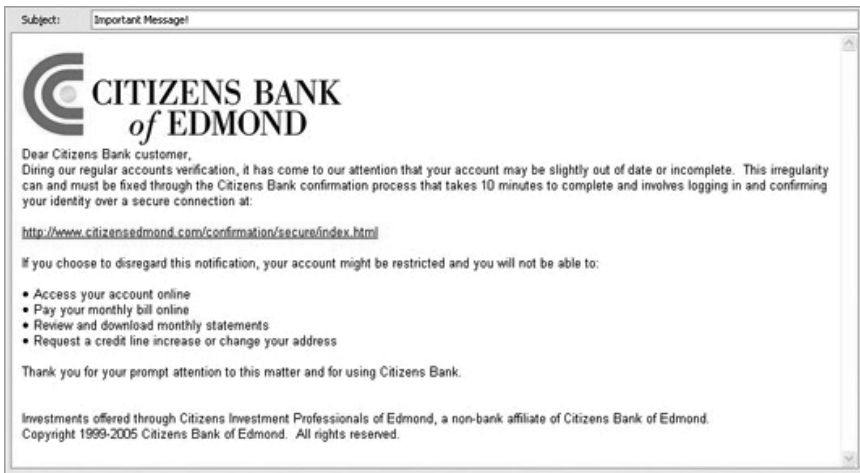 Subject: Important Message!
CITIZENS BANK
of EDMOND
Dear Citizens Bank customer,
Diring our regular accounts verification, it has come to our attention that your account may be slightly out of date or incomplete. This irregularity
can and must be fixed through the Citizens Bank confirmation process that takes 10 minutes to complete and involves logging in and confirming
your identity over a secure connection at:
http://www.citizensedmond.com/confirmation/secure/index.html
If you choose to disregard this notification, your account might be restricted and you will not be able to:
• Access your account online
• Pay your monthly bill online
• Review and download monthly statements
• Request a credit line increase or change your address
Thank you for your prompt attention to this matter and for using Citizens Bank.
Investments offered through Citizens Investment Professionals of Edmond, a non-bank affiliate of Citizens Bank of Edmond.
Copyright 1999-2005 Citizens Bank of Edmond. All rights reserved.